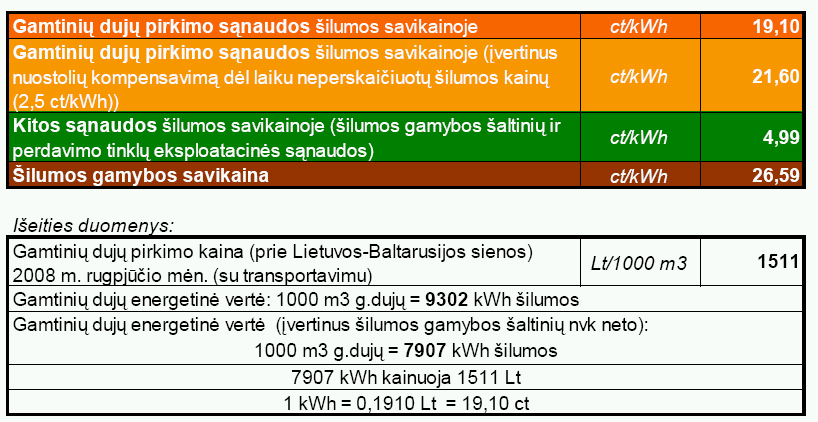 Gamtinių dujų pirkimo sąnaudos šilumos savikainoje ct/kWh 19,10
Gamtinių dujų pirkimo sąnaudos šilumos savikainoje (įvertinus
nuostolių kompensavimą dėl laiku neperskaičiuotų šilumos kainų ct/kWh 21,60
(2,5 ct/kWh))
Kitos sąnaudos šilumos savikainoje (šilumos gamybos šaltinių ir
perdavimo tinklų eksploatacinės sąnaudos) ct/kWh 4,99
Šilumos gamybos savikaina ct/kWh 26,59
Išeities duomenys:
Gamtinių dujų pirkimo kaina (prie Lietuvos-Baltarusijos sienos)
2008 m. rugpjūčio mėn. (su transportavimu) Lt/1000 m3 1511
Gamtinių dujų energetinė vertė: 1000 m3 g.dujų = 9302 kWh šilumos
Gamtinių dujų energetinė vertė (įvertinus šilumos gamybos šaltinių nvk neto):
1000 m3 g.dujų = 7907 kWh šilumos
7907 kWh kainuoja 1511 Lt
1 kWh = 0,1910 Lt = 19,10 ct